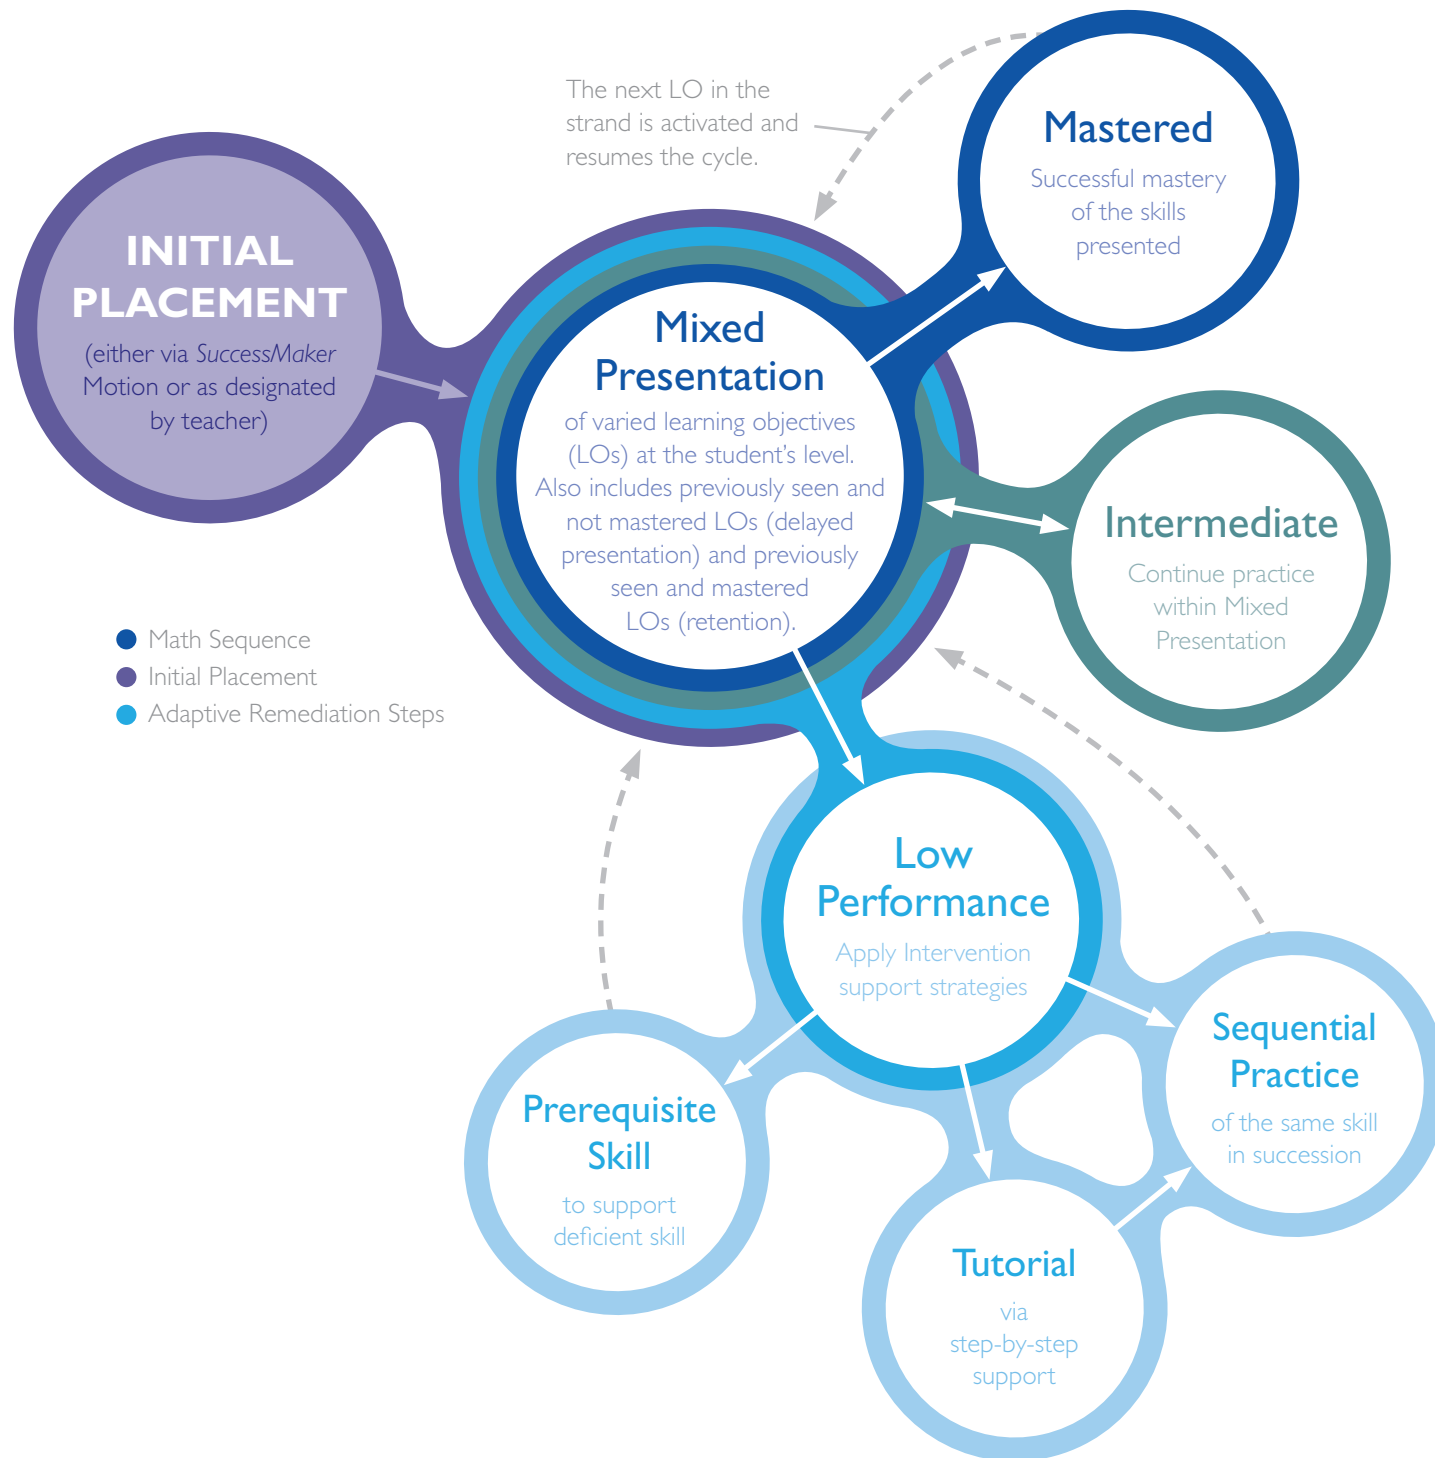 The next LO in the
strand is activated and
resumes the cycle.
Mastered
Successful mastery
of the skills
presented
INITIAL
PLACEMENT
(either via SuccessMaker
Motion or as designated
by teacher)
Mixed
Presentation
of varied learning objectives
(LOs) at the student’s level.
Also includes previously seen and
not mastered LOs (delayed
presentation) and previously
seen and mastered
LOs (retention).
Intermediate
Continue practice
within Mixed
Presentation
Math Sequence
Initial Placement
Adaptive Remediation Steps
Low
Performance
Apply Intervention
support strategies
Prerequisite
Skill
to support
deficient skill
Sequential
Practice
of the same skill
in succession
Tutorial
via
step-by-step
support